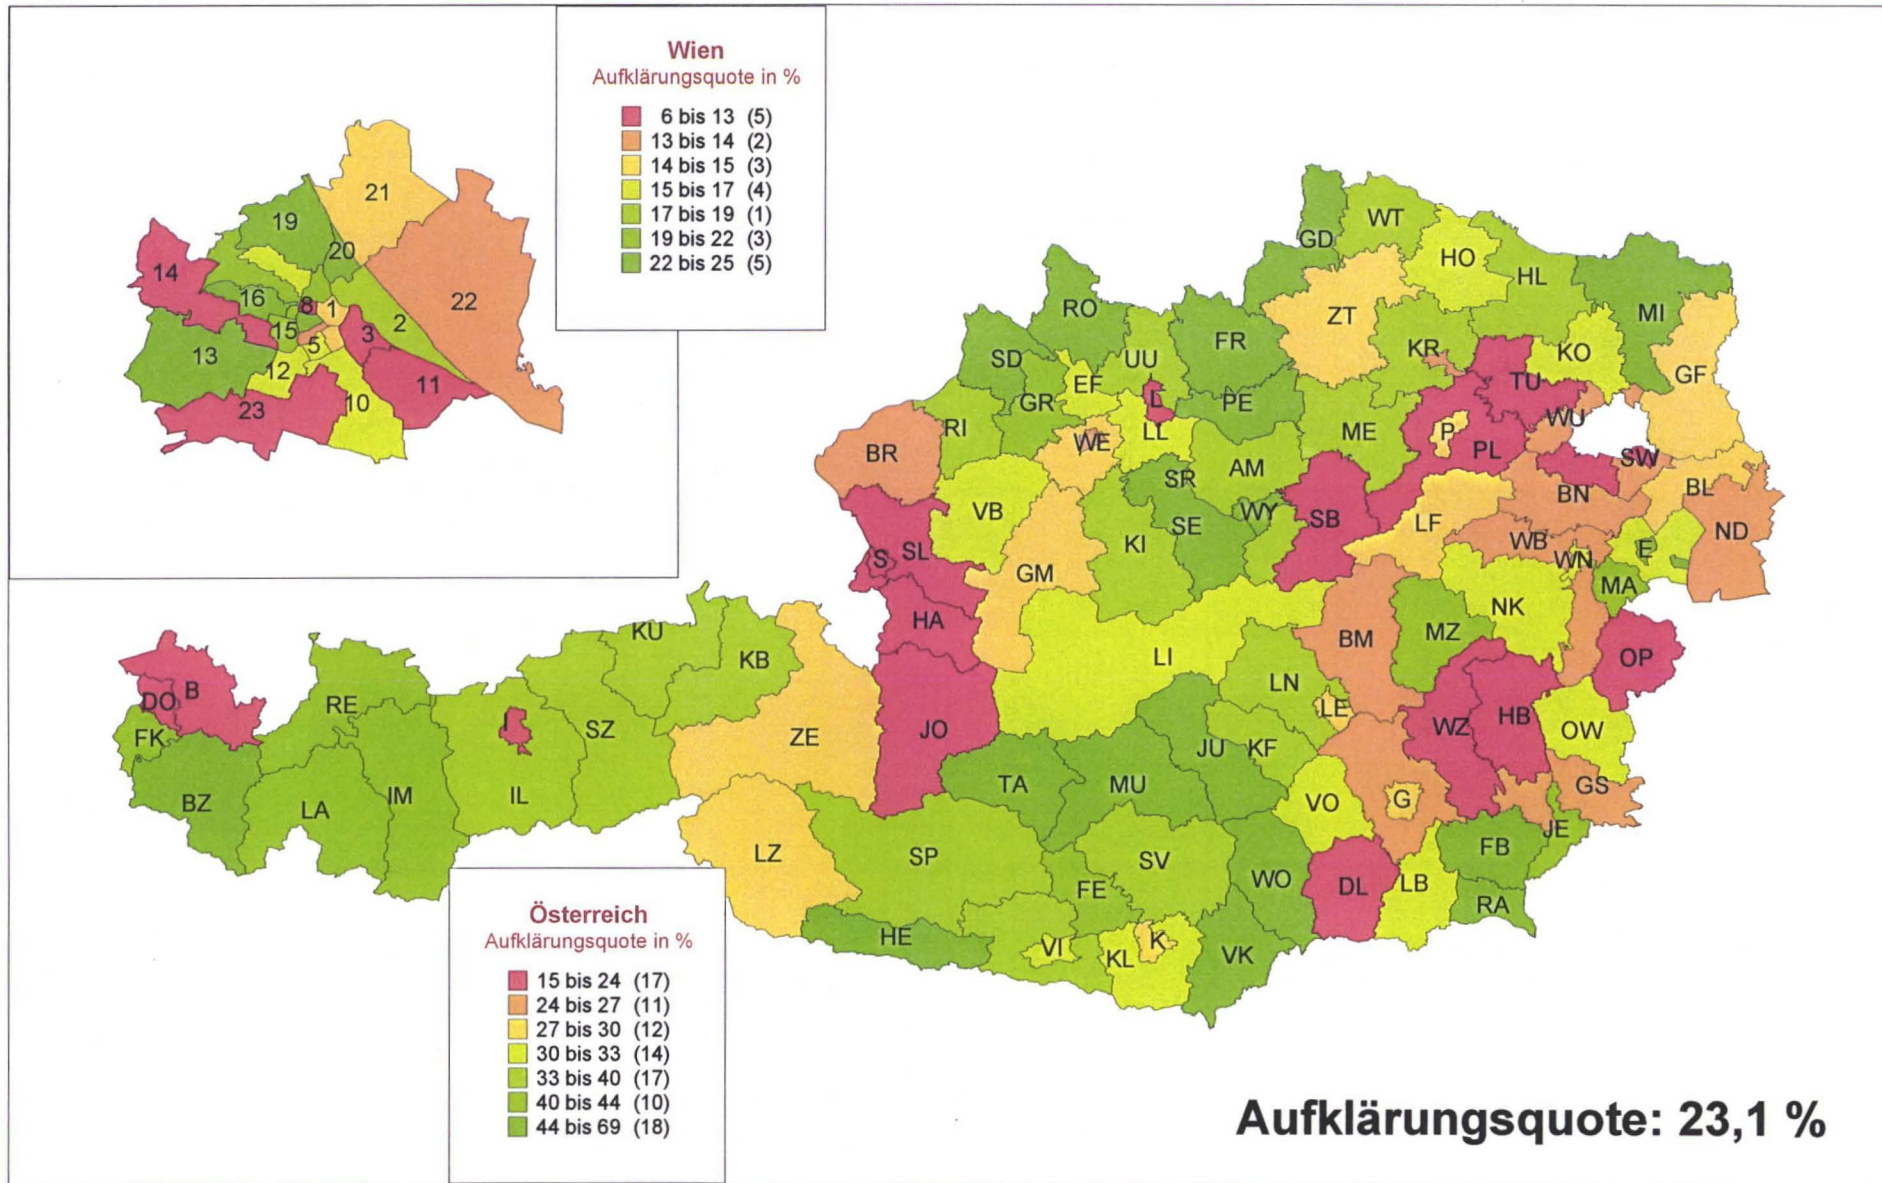 Wien
Aufklärungsquote in %
6 bis 13 (5)
13 bis 14 (2)
14 bis 15 (3)
15 bis 17 (4)
17 bis 19 (1)
19 bis 22 (3)
22 bis 25 (5)
21
19
20
14
22
16
8
1
15
3
2
5
13
12
11
10
23
WT
GD
HO
HL
RO
MI
ZT
FR
SD
UU
KR
KO
GF
EF
TU
GR
L
PE
RI
WU
WE
LL
ME
P
PL
BR
SW
AM
SR
BL
BN
VB
WY
SB
LF
SE
ND
KI
WB
SL
E
S
WN
GM
MA
NK
HA
KU
MZ
BM
KB
LI
OP
B
LN
DO
RE
LE
HB
I
WZ
SZ
JO
OW
FK
ZE
JU
KF
TA
MU
GS
IL
IM
BZ
LA
VO
G
JE
FB
LZ
SP
SV
WO
DL
LB
FE
RA
HE
K
VI
KL
VK
Österreich
Aufklärungsquote in %
15 bis 24 (17)
24 bis 27 (11)
27 bis 30 (12)
30 bis 33 (14)
33 bis 40 (17)
40 bis 44 (10)
44 bis 69 (18)
Aufklärungsquote: 23,1 %